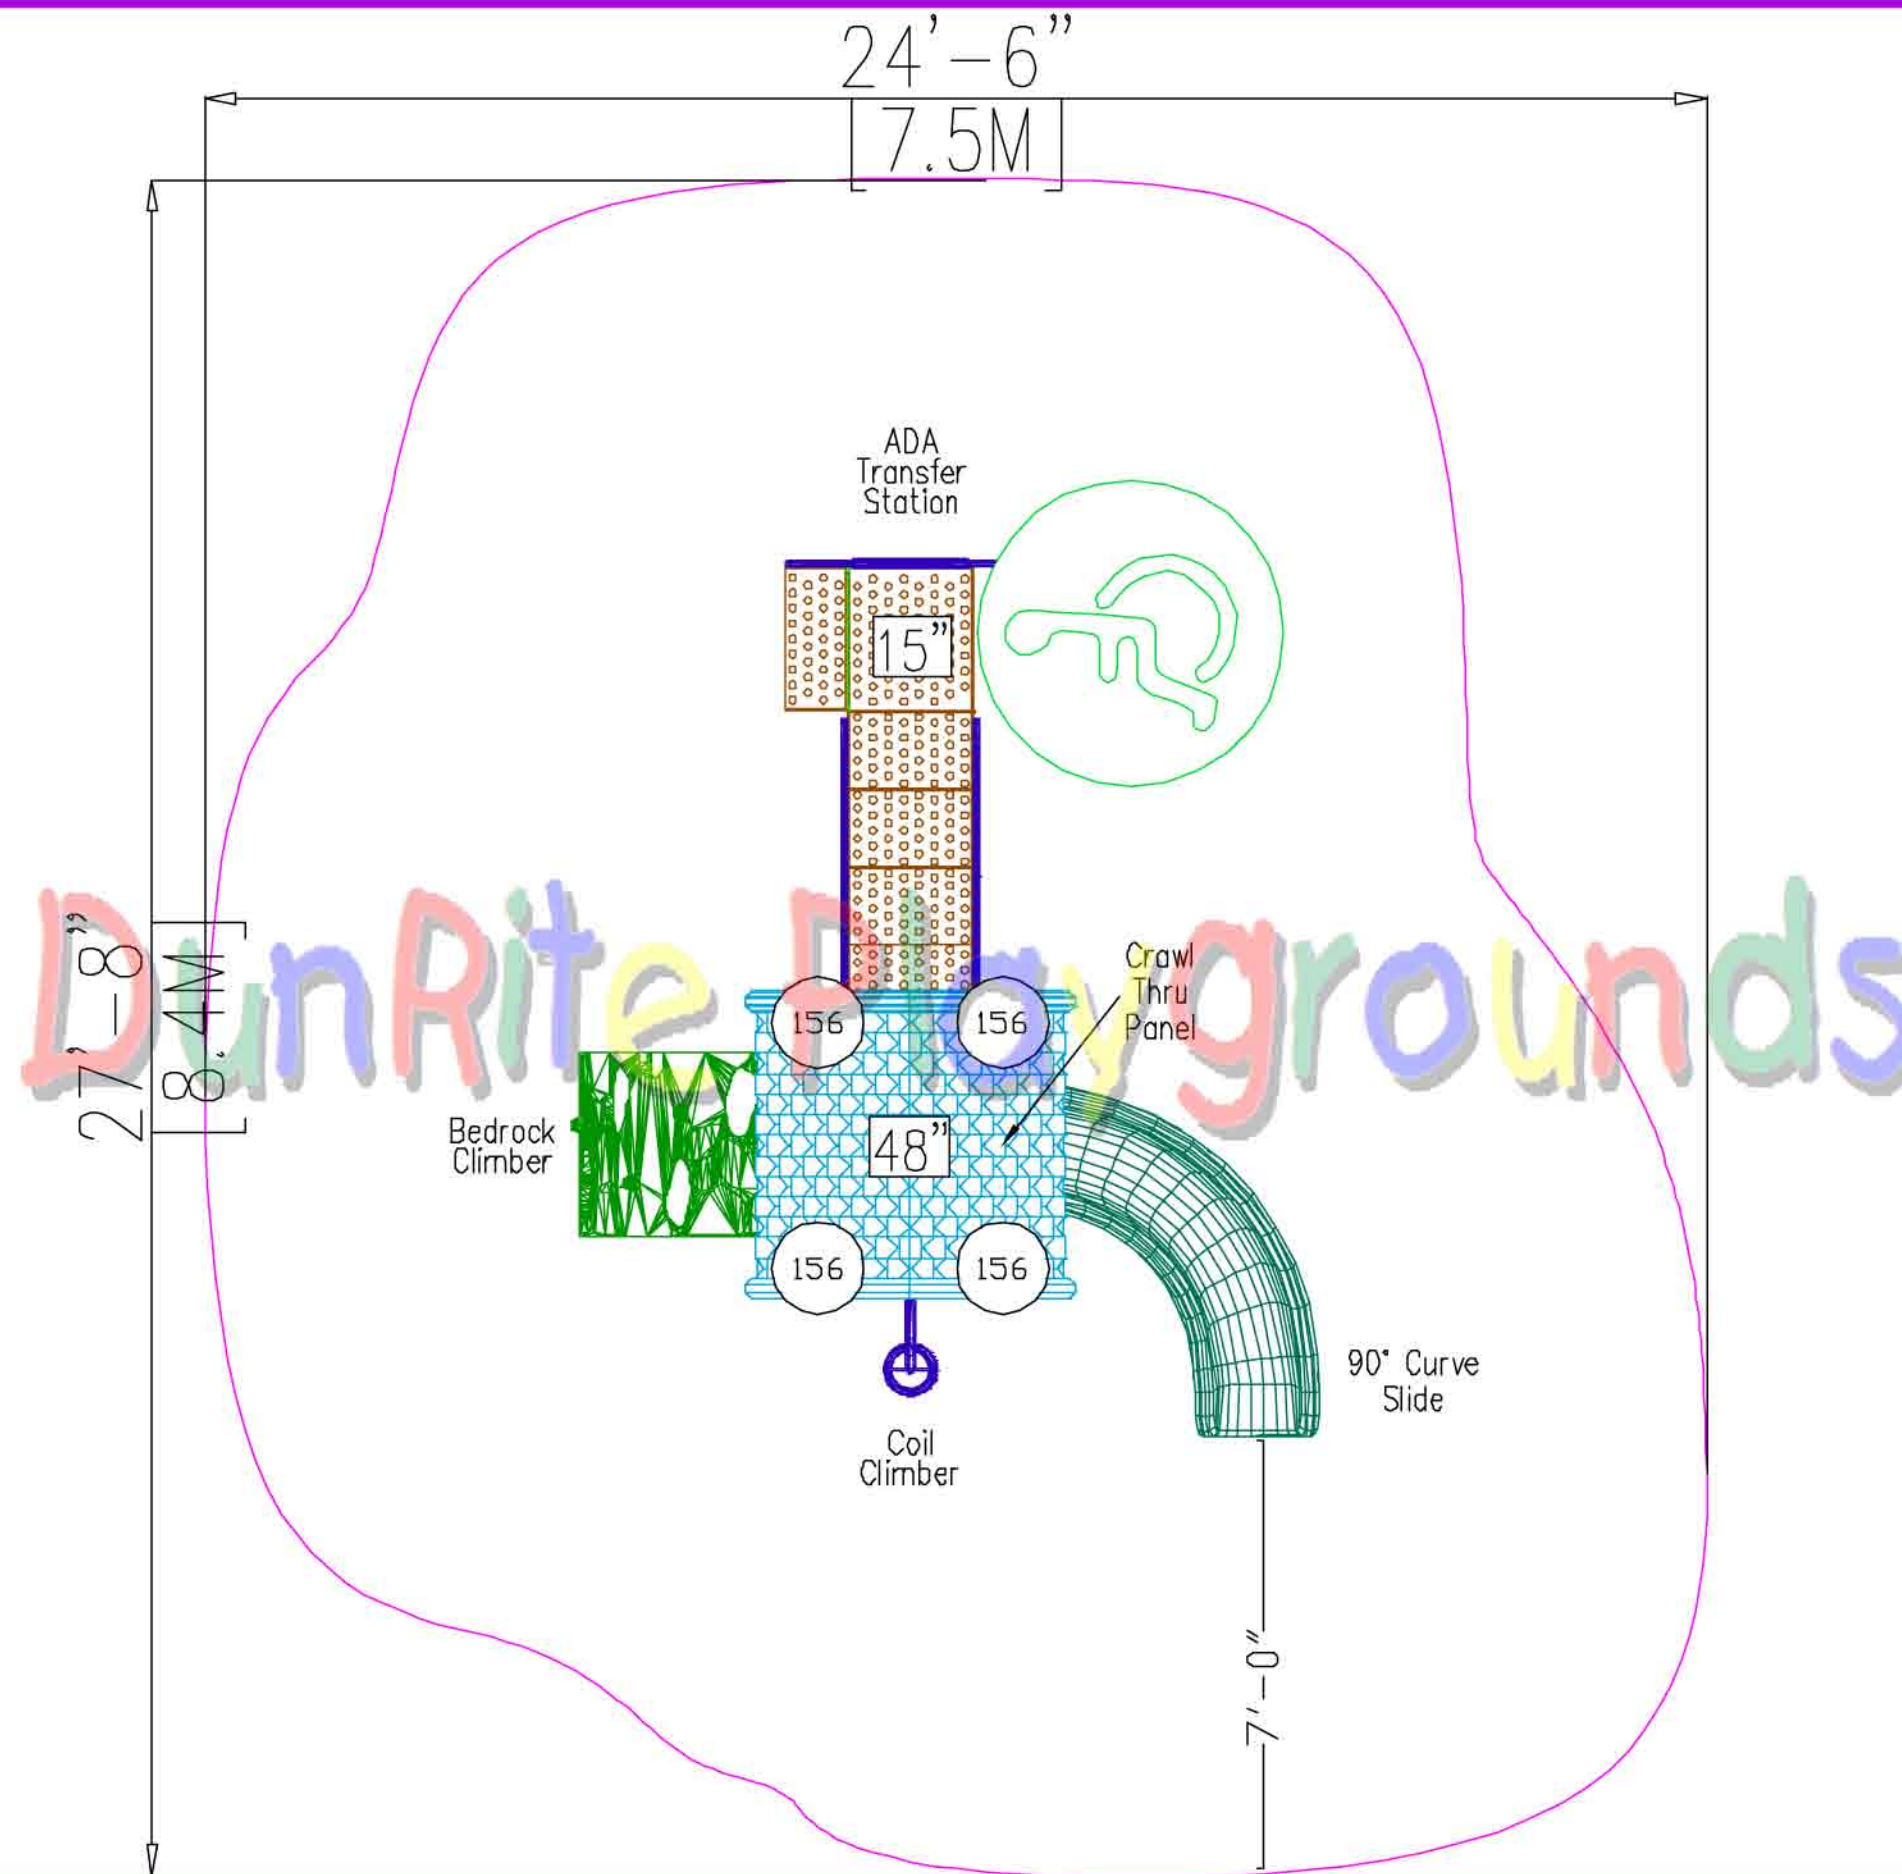 24'-6"
7.5M
ADA
Transfer
Station
15"
27'-8"
8.4M
DunRite Playgrounds
Crawl
Thru
Panel
156
156
Bedrock
Climber
48"
156
156
90° Curve
Slide
Coil
Climber
7'-0"